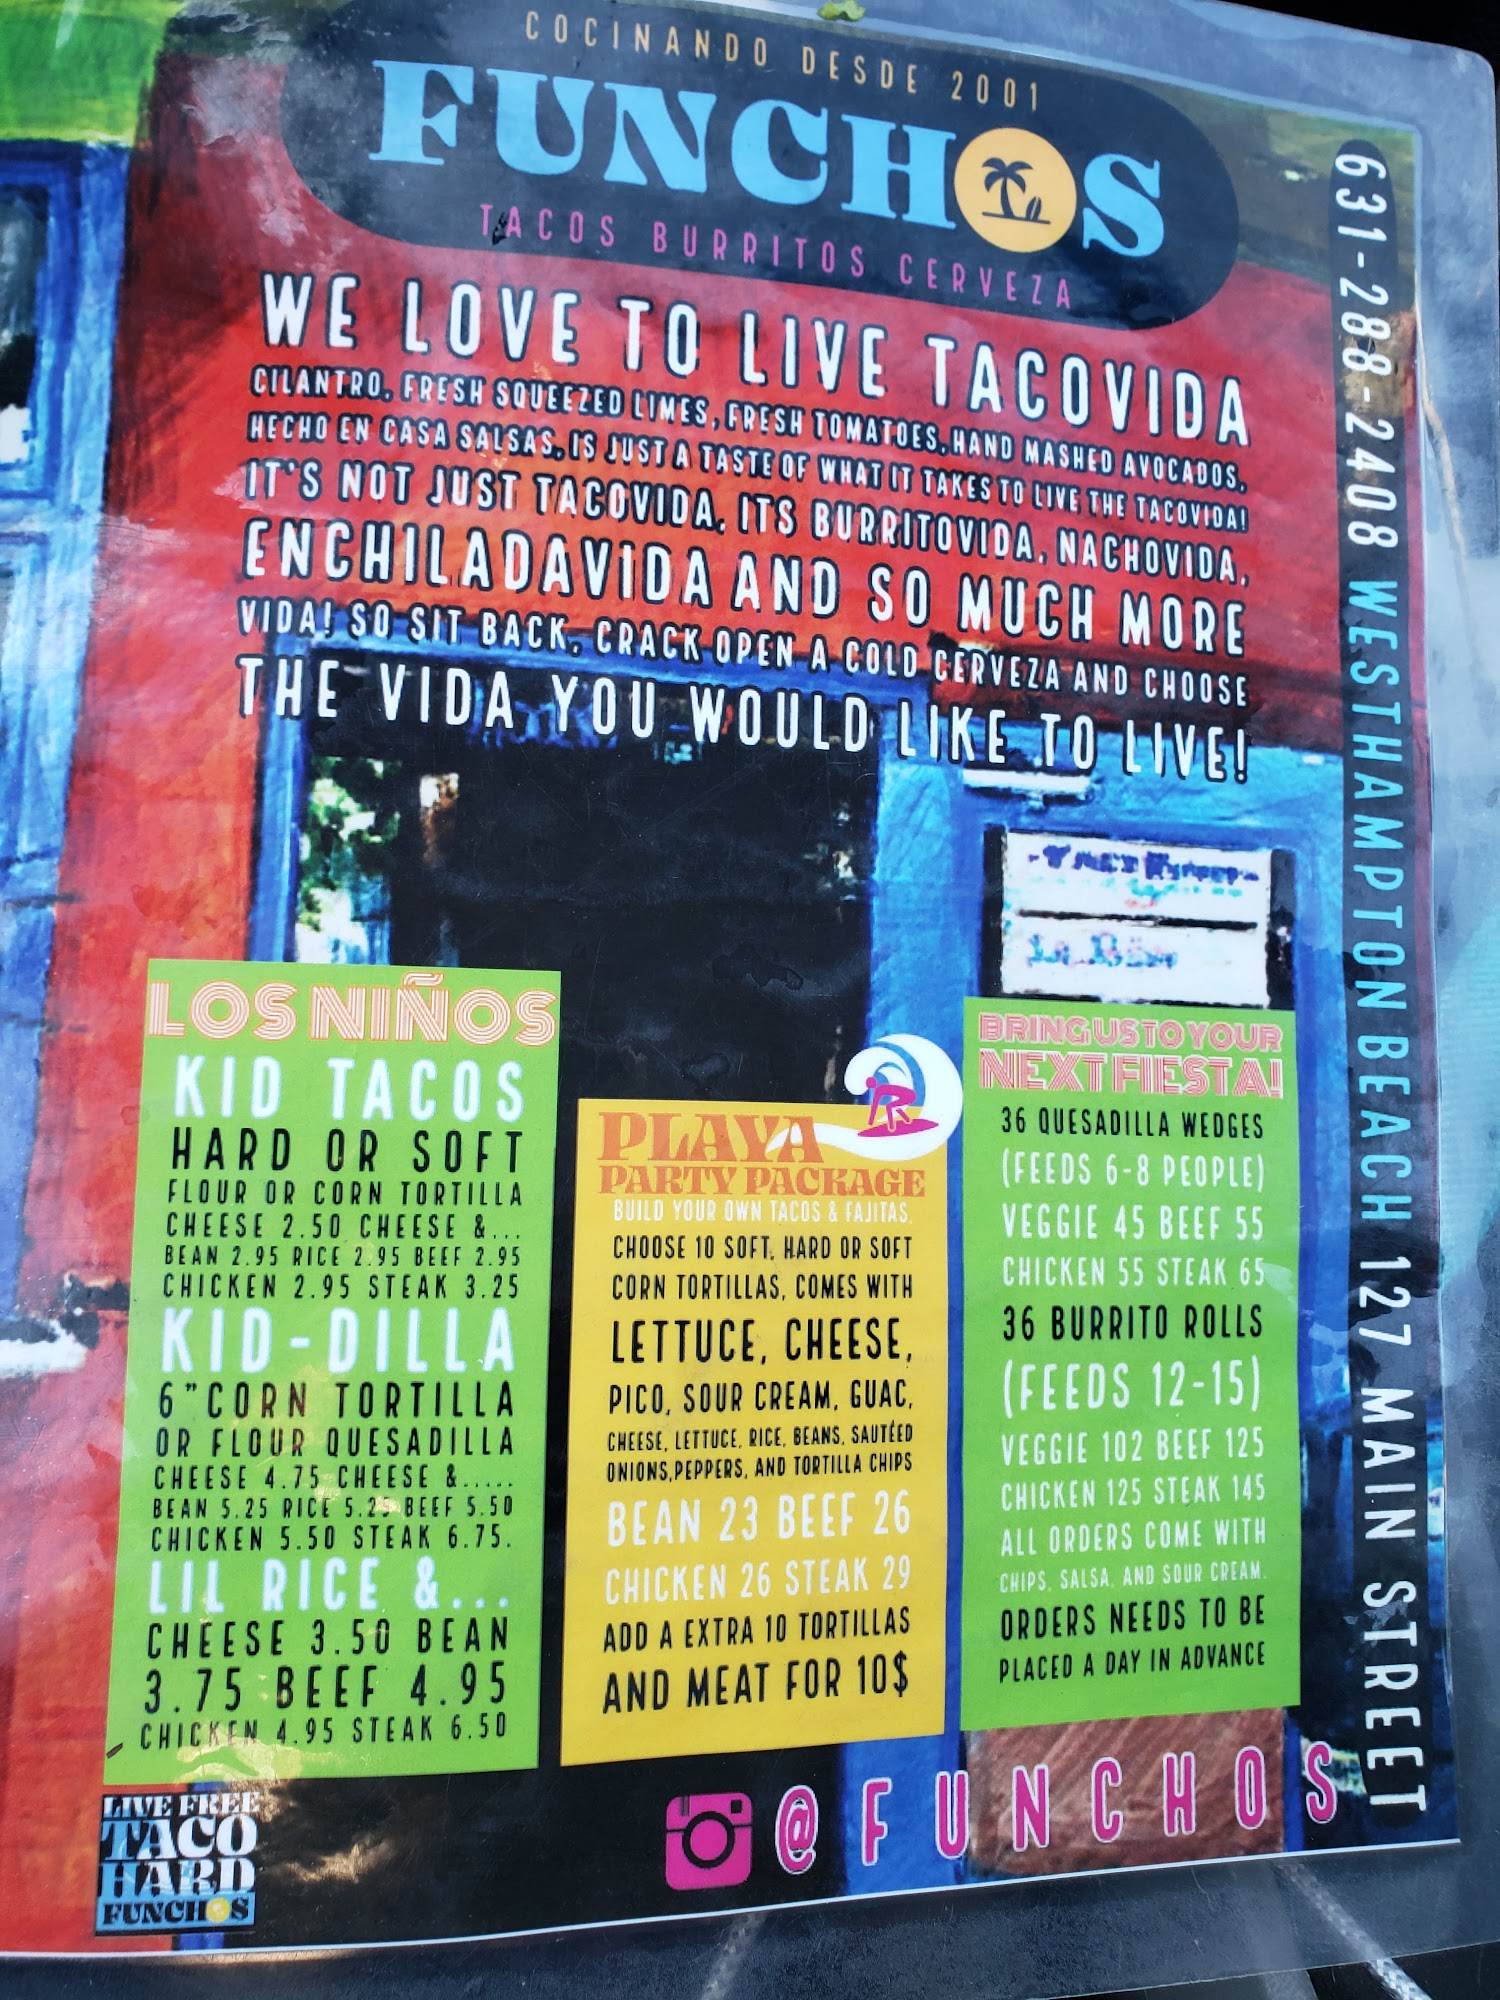 COCINANDO DESDE 2001
FUNCHOS
TACOS BURRITOS CERVEZA
WE LOVE TO LIVE TACOVIDA
CILANTRO, FRESH SQUEEZED LIMES, FRESH TOMATOES, HAND MASHED AVOCADOS,
HECHO EN CASA SALSAS, IS JUST A TASTE OF WHAT IT TAKES TO LIVE THE TACOVIDA!
IT'S NOT JUST TACOVIDA, ITS BURRITOVIDA, NACHOVIDA,
ENCHILADAVIDA AND SO MUCH MORE
VIDA! SO SIT BACK, CRACK OPEN A COLD CERVEZA AND CHOOSE
THE VIDA YOU WOULD LIKE TO LIVE!
631-288-2408 WESTHAMPTON BEACH 127 MAIN STREET
LOS NIÑOS
KID TACOS
HARD OR SOFT
FLOUR OR CORN TORTILLA
CHEESE 2.50 CHEESE &...
BEAN 2.95 RICE 2.95 BEEF 2.95
CHICKEN 2.95 STEAK 3.25
KID-DILLA
6" CORN TORTILLA
OR FLOUR QUESADILLA
CHEESE 4.75 CHEESE &.....
BEAN 5.25 RICE 5.25 BEEF 5.50
CHICKEN 5.50 STEAK 6.75.
LIL RICE &...
CHEESE 3.50 BEAN
3.75 BEEF 4.95
CHICKEN 4.95 STEAK 6.50
PLAYA
PARTY PACKAGE
BUILD YOUR OWN TACOS & FAJITAS,
CHOOSE 10 SOFT, HARD OR SOFT
CORN TORTILLAS, COMES WITH
LETTUCE, CHEESE,
PICO, SOUR CREAM, GUAC,
CHEESE, LETTUCE, RICE, BEANS, SAUTÉED
ONIONS, PEPPERS, AND TORTILLA CHIPS
BEAN 23 BEEF 26
CHICKEN 26 STEAK 29
ADD A EXTRA 10 TORTILLAS
AND MEAT FOR 10$
BRING US TO YOUR
NEXT FIESTA!
36 QUESADILLA WEDGES
(FEEDS 6-8 PEOPLE)
VEGGIE 45 BEEF 55
CHICKEN 55 STEAK 65
36 BURRITO ROLLS
(FEEDS 12-15)
VEGGIE 102 BEEF 125
CHICKEN 125 STEAK 145
ALL ORDERS COME WITH
CHIPS, SALSA, AND SOUR CREAM.
ORDERS NEEDS TO BE
PLACED A DAY IN ADVANCE
LIVE FREE
TACO
HARD
FUNCHOS
@FUNCHOS